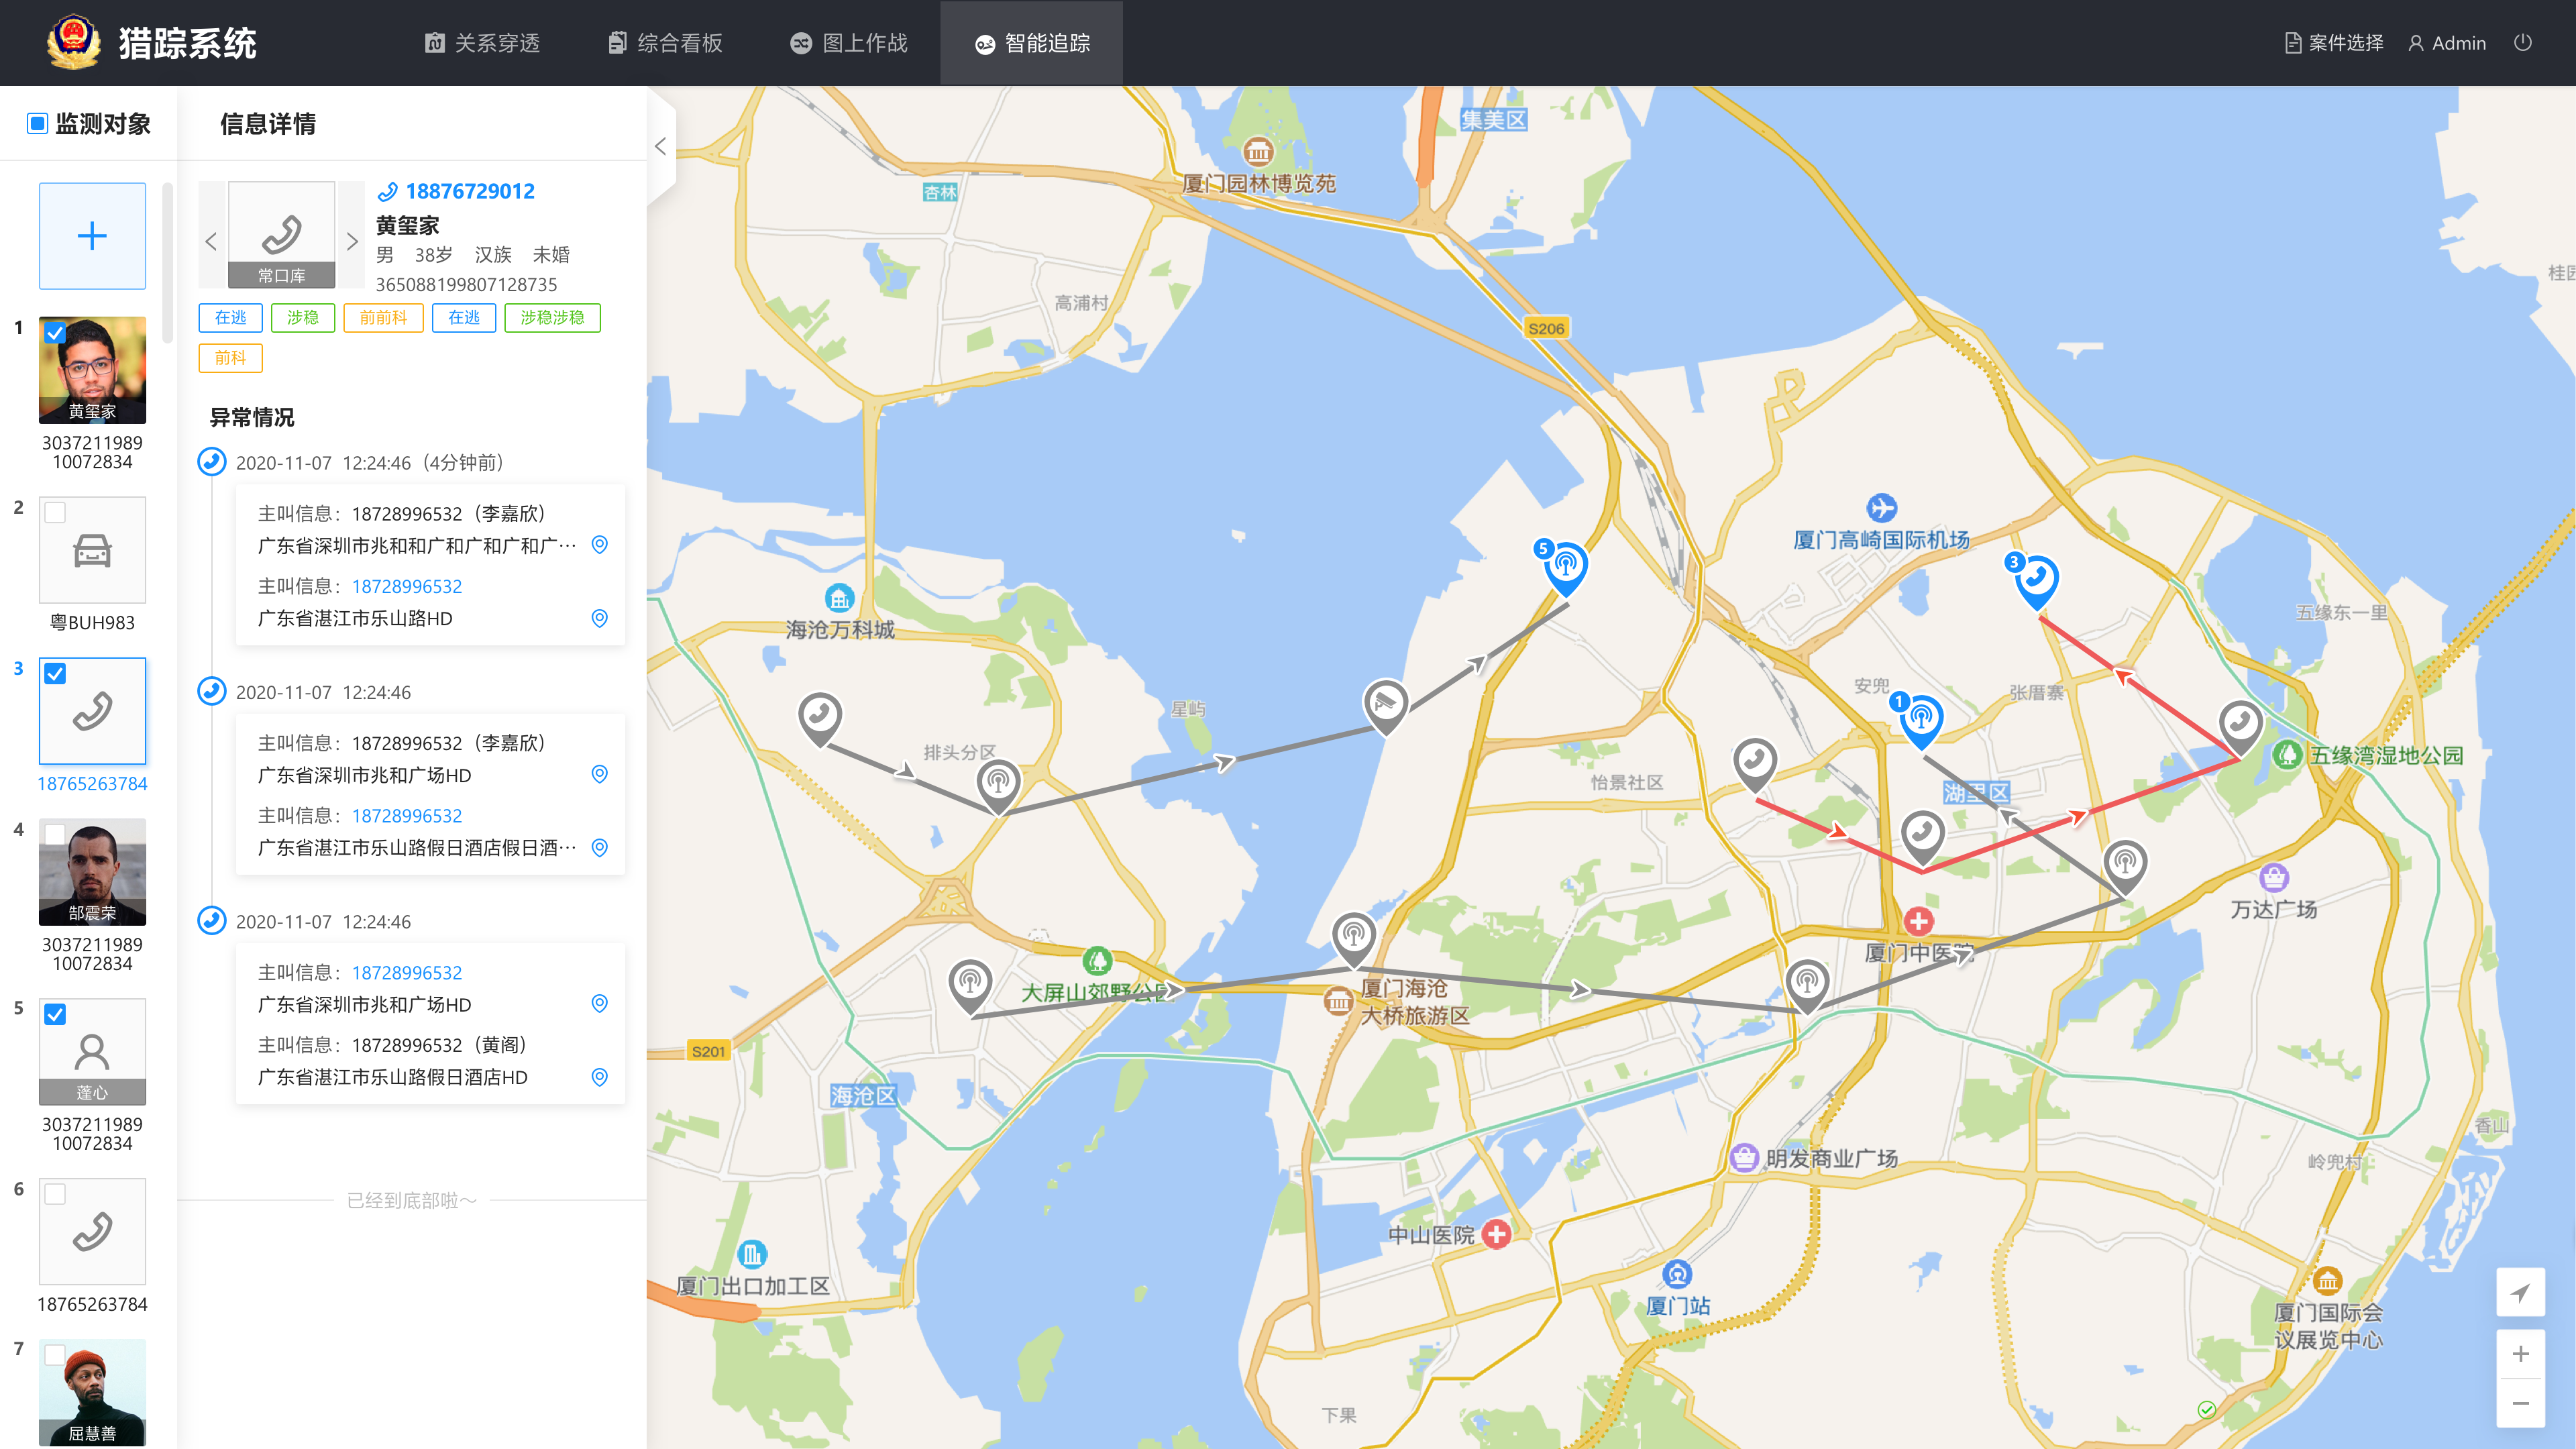 猎踪系统
关系穿透
综合看板
图上作战
智能追踪
案件选择
Admin
监测对象
1
黄玺家
3037211989
10072834
2
粤BUH983
3
18765263784
4
郜震荣
3037211989
10072834
5
蓬心
3037211989
10072834
6
18765263784
7
屈慧善
信息详情
常口库
18876729012
黄玺家
男 38岁 汉族 未婚
365088199807128735
在逃 涉稳 前前科 在逃 涉稳涉稳
前科
异常情况
2020-11-07 12:24:46（4分钟前）
主叫信息：18728996532（李嘉欣）
广东省深圳市兆和和广和广和广和广…
主叫信息：18728996532
广东省湛江市乐山路HD
2020-11-07 12:24:46
主叫信息：18728996532（李嘉欣）
广东省深圳市兆和广场HD
主叫信息：18728996532
广东省湛江市乐山路假日酒店假日酒…
2020-11-07 12:24:46
主叫信息：18728996532
广东省深圳市兆和广场HD
主叫信息：18728996532（黄阁）
广东省湛江市乐山路假日酒店HD
已经到底部啦～
集美区
厦门园林博览苑
杏林
高浦村
S206
桂园
厦门高崎国际机场
5
3
五缘东一里
海沧万科城
安兜
张厝寨
1
星屿
排头分区
怡景社区
湖里区
五缘湾湿地公园
万达广场
厦门中医院
大屏山郊野公园
厦门海沧
大桥旅游区
S201
海沧区
香山
岭兜村
明发商业广场
中山医院
厦门出口加工区
厦门站
厦门国际会
议展览中心
下果